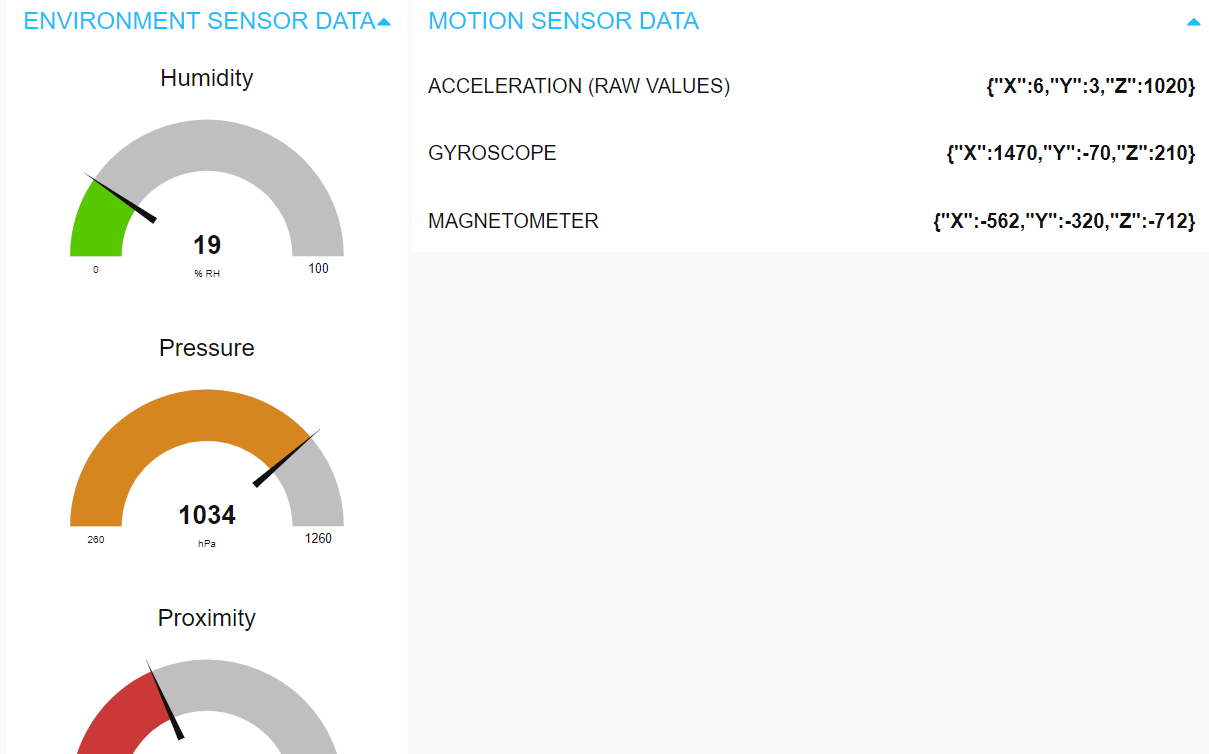 ENVIRONMENT SENSOR DATA
Humidity
19
% RH
0
100
Pressure
1034
hPa
260
1260
Proximity
MOTION SENSOR DATA
ACCELERATION (RAW VALUES) {"X":6,"Y":3,"Z":1020}
GYROSCOPE {"X":1470,"Y":-70,"Z":210}
MAGNETOMETER {"X":-562,"Y":-320,"Z":-712}